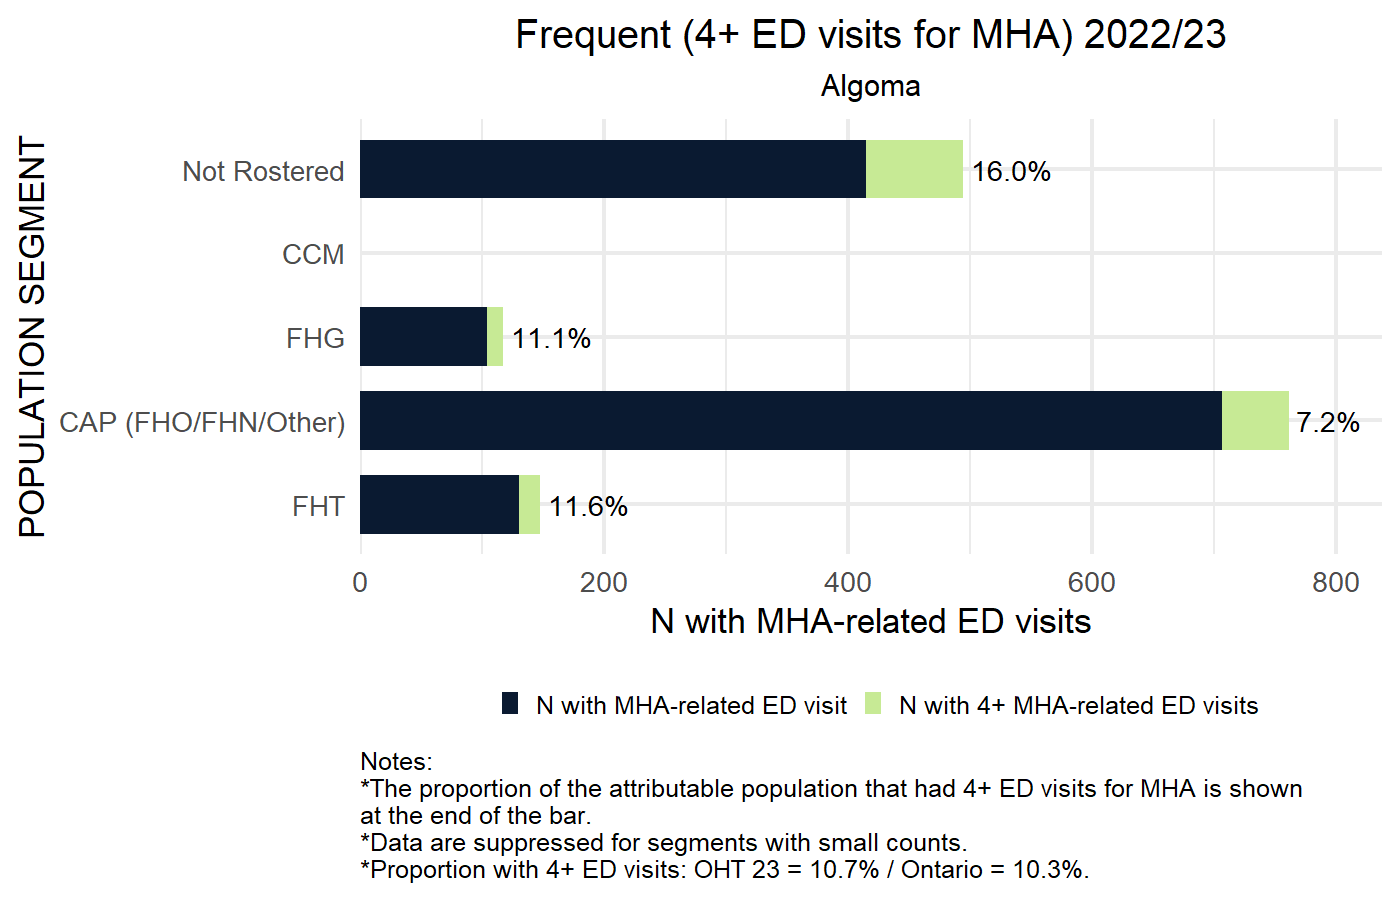 Frequent (4+ ED visits for MHA) 2022/23
Algoma
POPULATION SEGMENT
Not Rostered
16.0%
CCM
FHG
11.1%
CAP (FHO/FHN/Other)
7.2%
FHT
11.6%
0
200
400
600
800
N with MHA-related ED visits
N with MHA-related ED visit
N with 4+ MHA-related ED visits
Notes:
*The proportion of the attributable population that had 4+ ED visits for MHA is shown
at the end of the bar.
*Data are suppressed for segments with small counts.
*Proportion with 4+ ED visits: OHT 23 = 10.7% / Ontario = 10.3%.